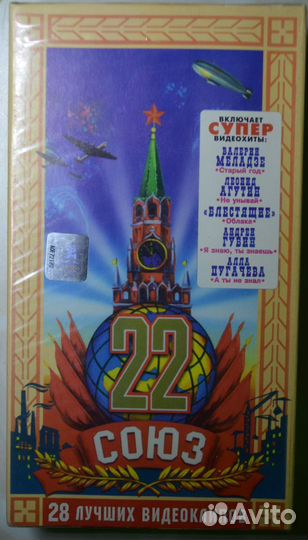 ВКЛЮЧАЕТ
СУПЕР
ВИДЕОХИТЫ:
ВАЛЕРИЙ
МЕЛАДЗЕ
«Старый год»
ЛЕОНИД
АГУТИН
«Не унывай»
«БЛЕСТЯЩИЕ»
«Облака»
АНДРЕЙ
ГУБИН
«Я знаю, ты знаешь»
АЛЛА
ПУГАЧЕВА
«А ты не знал»
22
СОЮЗ
28 ЛУЧШИХ
Avito